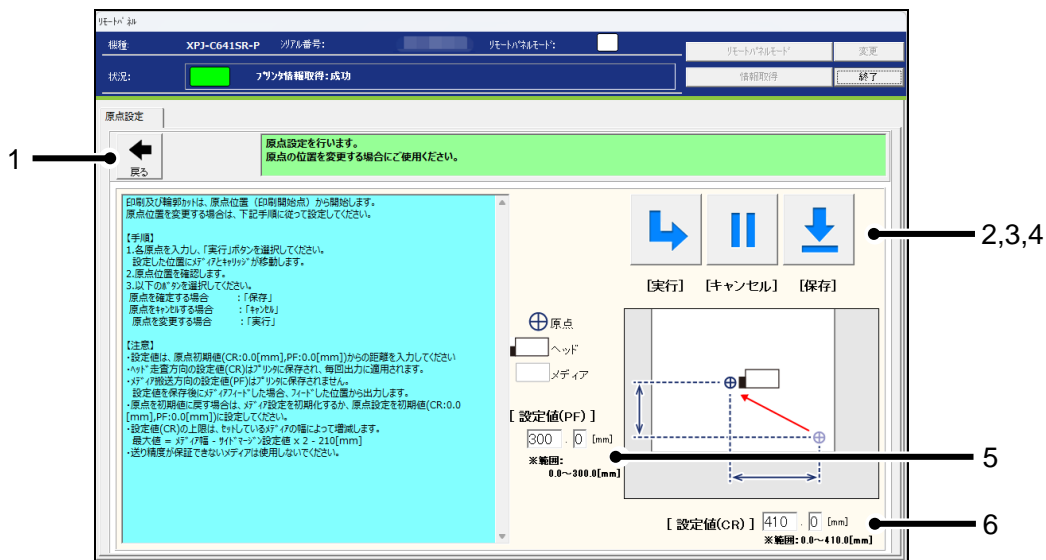 リモートパネル
機種:
XPJ-C641SR-P
シリアル番号:
リモートパネルモード:
リモートパネルモード
変更
状況:
プリンタ情報取得:成功
情報取得
終了
原点設定
1
戻る
原点設定を行います。
原点の位置を変更する場合にご使用ください。
印刷及び輪郭カットは、原点位置（印刷開始点）から開始します。
原点位置を変更する場合は、下記手順に従って設定してください。
【手順】
1.各原点を入力し、「実行」ボタンを選択してください。
設定した位置にメディアとキャリッジが移動します。
2.原点位置を確認します。
3.以下のボタンを選択してください。
原点を確定する場合　：「保存」
原点をキャンセルする場合　：「キャンセル」
原点を変更する場合　：「実行」
【注意】
・設定値は、原点初期値(CR:0.0[mm],PF:0.0[mm])からの距離を入力してください
・ヘッド走査方向の設定値(CR)はプリンタに保存され、毎回出力に適用されます。
・メディア搬送方向の設定値(PF)はプリンタに保存されません。
設定値を保存後にメディアフィードした場合、フィードした位置から出力します。
・原点を初期値に戻す場合は、メディア設定を初期化するか、原点設定を初期値(CR:0.0
[mm],PF:0.0[mm])に設定してください。
・設定値(CR)の上限は、セットしているメディアの幅によって増減します。
最大値 = メディア幅 - サイドマージン設定値 x 2 - 210[mm]
・送り精度が保証できないメディアは使用しないでください。
2,3,4
[実行]
[キャンセル]
[保存]
原点
ヘッド
メディア
[ 設定値(PF) ]
300 . 0 [mm]
※範囲:
0.0～300.0[mm]
5
[ 設定値(CR) ] 410 . 0 [mm]
※範囲:0.0～410.0[mm]
6